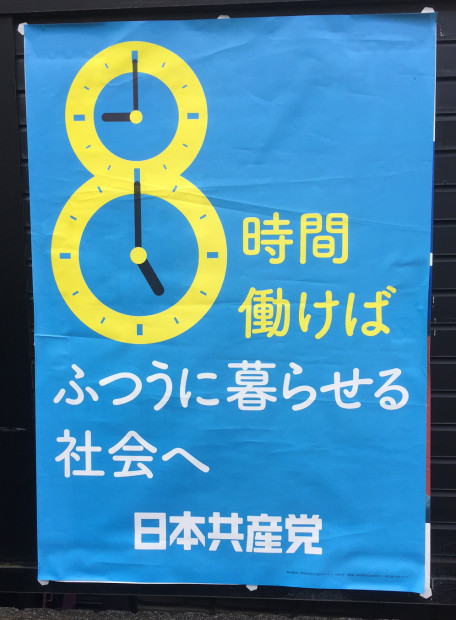 8時間
働けば
ふつうに暮らせる
社会へ
日本共産党